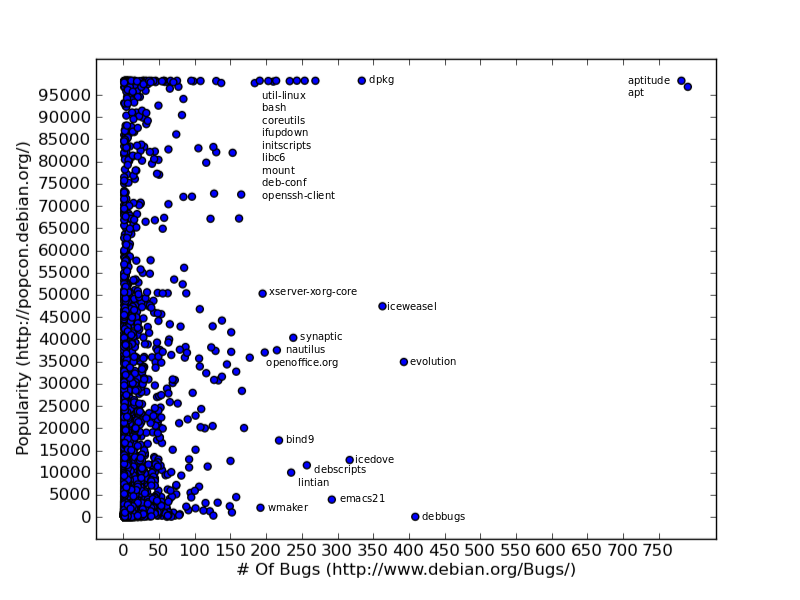 dpkg
aptitude
apt
util-linux
bash
coreutils
ifupdown
initscripts
libc6
mount
deb-conf
openssh-client
xserver-xorg-core
iceweasel
synaptic
nautilus
openoffice.org
evolution
bind9
icedove
debscripts
lintian
emacs21
wmaker
debbugs
95000
90000
85000
80000
75000
70000
65000
60000
55000
50000
45000
40000
35000
30000
25000
20000
15000
10000
5000
0
Popularity (http://popcon.debian.org/)
0 50 100 150 200 250 300 350 400 450 500 550 600 650 700 750
# Of Bugs (http://www.debian.org/Bugs/)